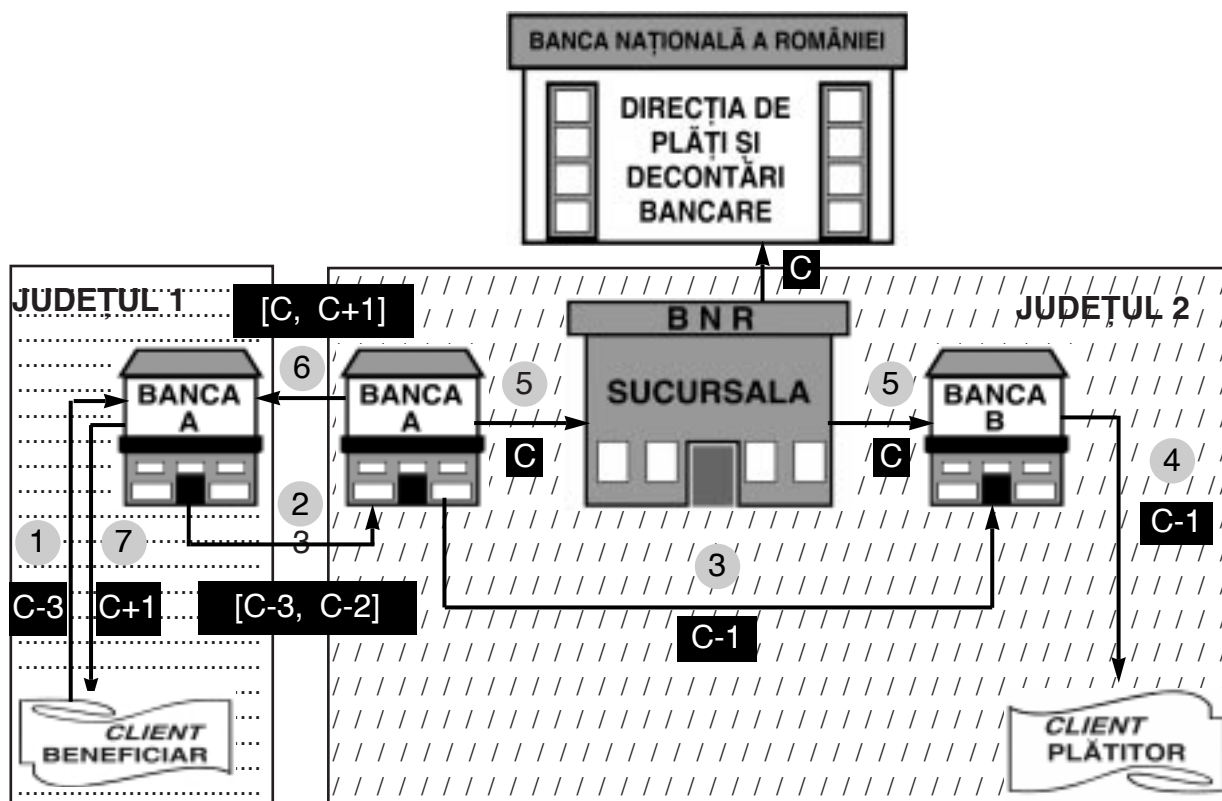 BANCA NAȚIONALĂ A ROMÂNIEI
DIRECȚIA DE
PLĂȚI ȘI
DECONTĂRI
BANCARE
C
JUDEȚUL 1
[C, C+1]
B N R
JUDEȚUL 2
6
5
SUCURSALA
5
BANCA
A
BANCA
A
BANCA
B
C
C
4
2
3
C-1
1
7
3
C-3
C+1
[C-3, C-2]
C-1
CLIENT
BENEFICIAR
CLIENT
PLĂTITOR